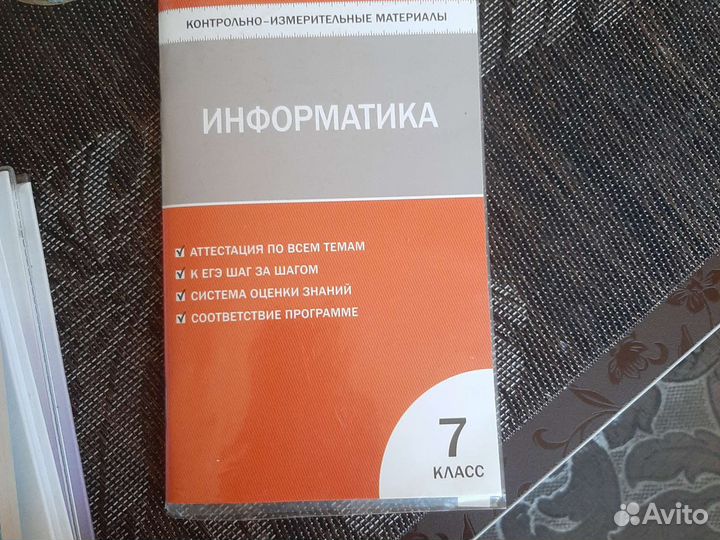 КОНТРОЛЬНО-ИЗМЕРИТЕЛЬНЫЕ МАТЕРИАЛЫ
ИНФОРМАТИКА
АТТЕСТАЦИЯ ПО ВСЕМ ТЕМАМ
К ЕГЭ ШАГ ЗА ШАГОМ
СИСТЕМА ОЦЕНКИ ЗНАНИЙ
СООТВЕТСТВИЕ ПРОГРАММЕ
7
КЛАСС
Avito